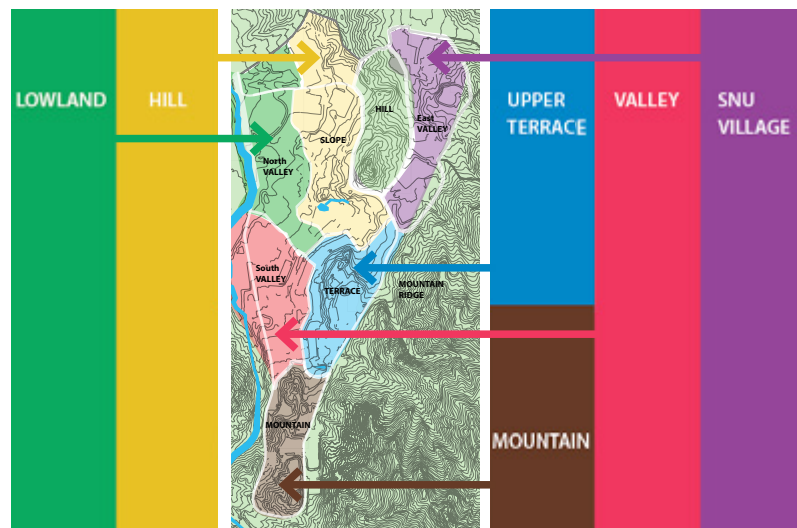 LOWLAND
HILL
HILL
East
VALLEY
SLOPE
North
VALLEY
South
VALLEY
TERRACE
MOUNTAIN
RIDGE
MOUNTAIN
UPPER
TERRACE
VALLEY
SNU
VILLAGE
MOUNTAIN